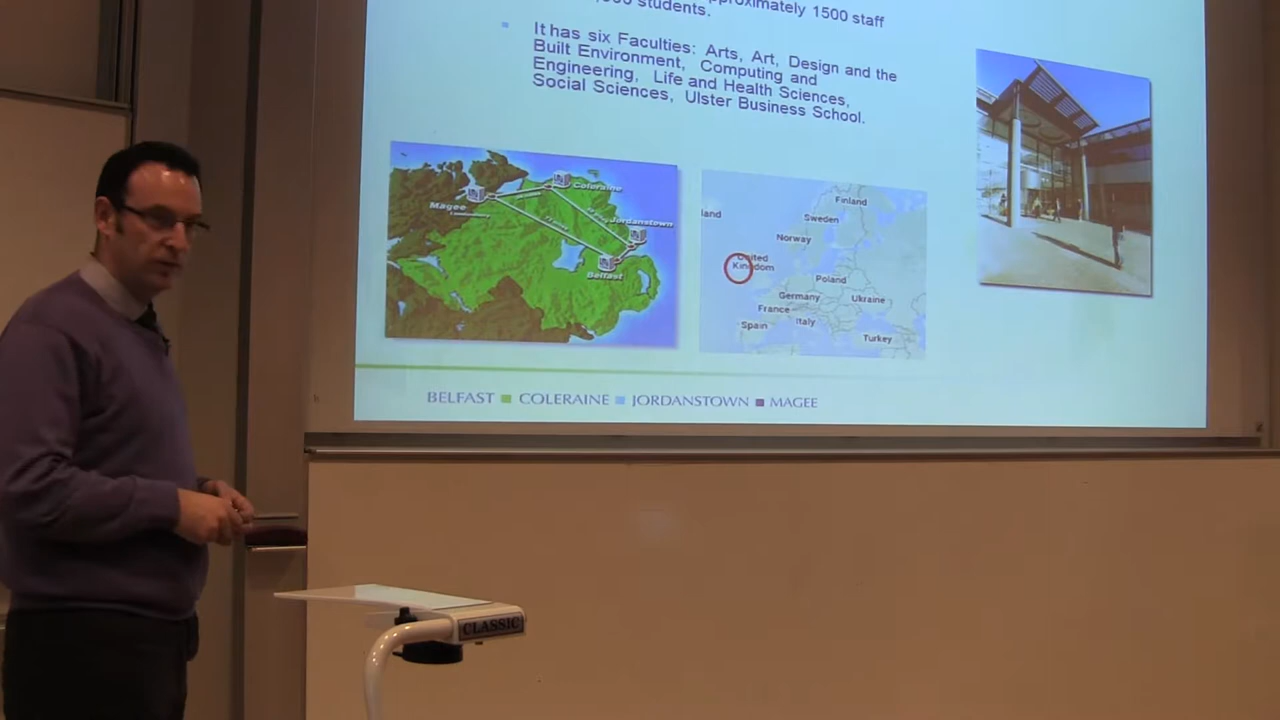 approximately 1500 staff
students.
It has six Faculties: Arts, Art, Design and the
Built Environment, Computing and
Engineering, Life and Health Sciences,
Social Sciences, Ulster Business School.
Coleraine
Magee
Jordanstown
Belfast
Finland
land
Sweden
Norway
United
Kingdom
Poland
Germany
Ukraine
France
Italy
Spain
Turkey
BELFAST COLERAINE JORDANSTOWN MAGEE
CLASSIC